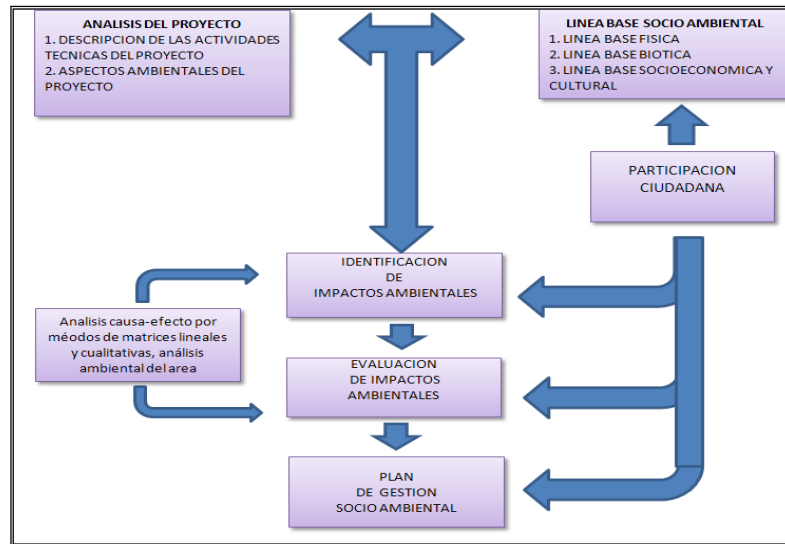 ANALISIS DEL PROYECTO
1. DESCRIPCION DE LAS ACTIVIDADES
TECNICAS DEL PROYECTO
2. ASPECTOS AMBIENTALES DEL
PROYECTO
LINEA BASE SOCIO AMBIENTAL
1. LINEA BASE FISICA
2. LINEA BASE BIOTICA
3. LINEA BASE SOCIOECONOMICA Y
CULTURAL
PARTICIPACION
CIUDADANA
IDENTIFICACION
DE
IMPACTOS AMBIENTALES
Analisis causa-efecto por
méodos de matrices lineales
y cualitativas, análisis
ambiental del area
EVALUACION
DE IMPACTOS
AMBIENTALES
PLAN
DE GESTION
SOCIO AMBIENTAL